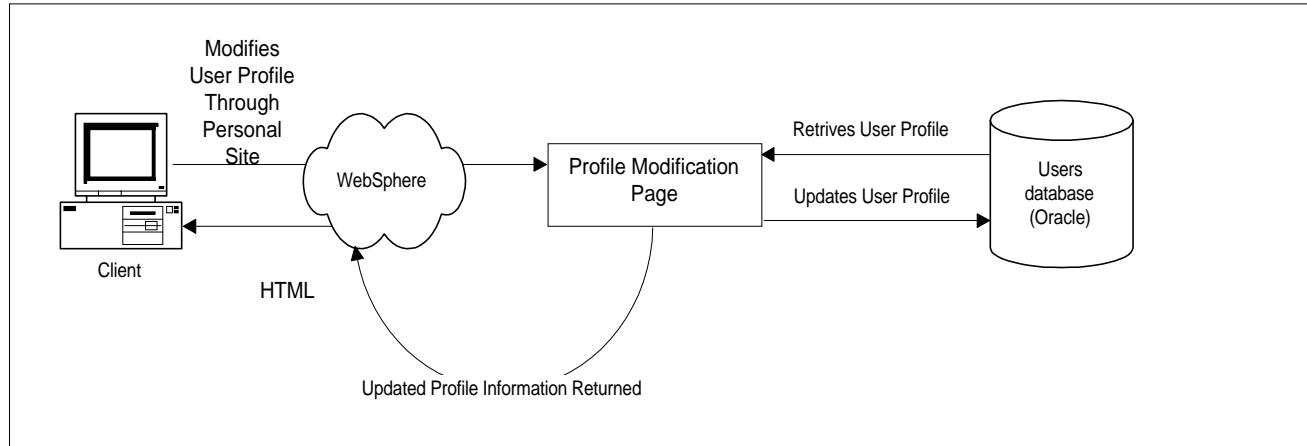 Modifies
User Profile
Through
Personal
Site
WebSphere
Client
HTML
Profile Modification
Page
Retrives User Profile
Updates User Profile
Users
database
(Oracle)
Updated Profile Information Returned